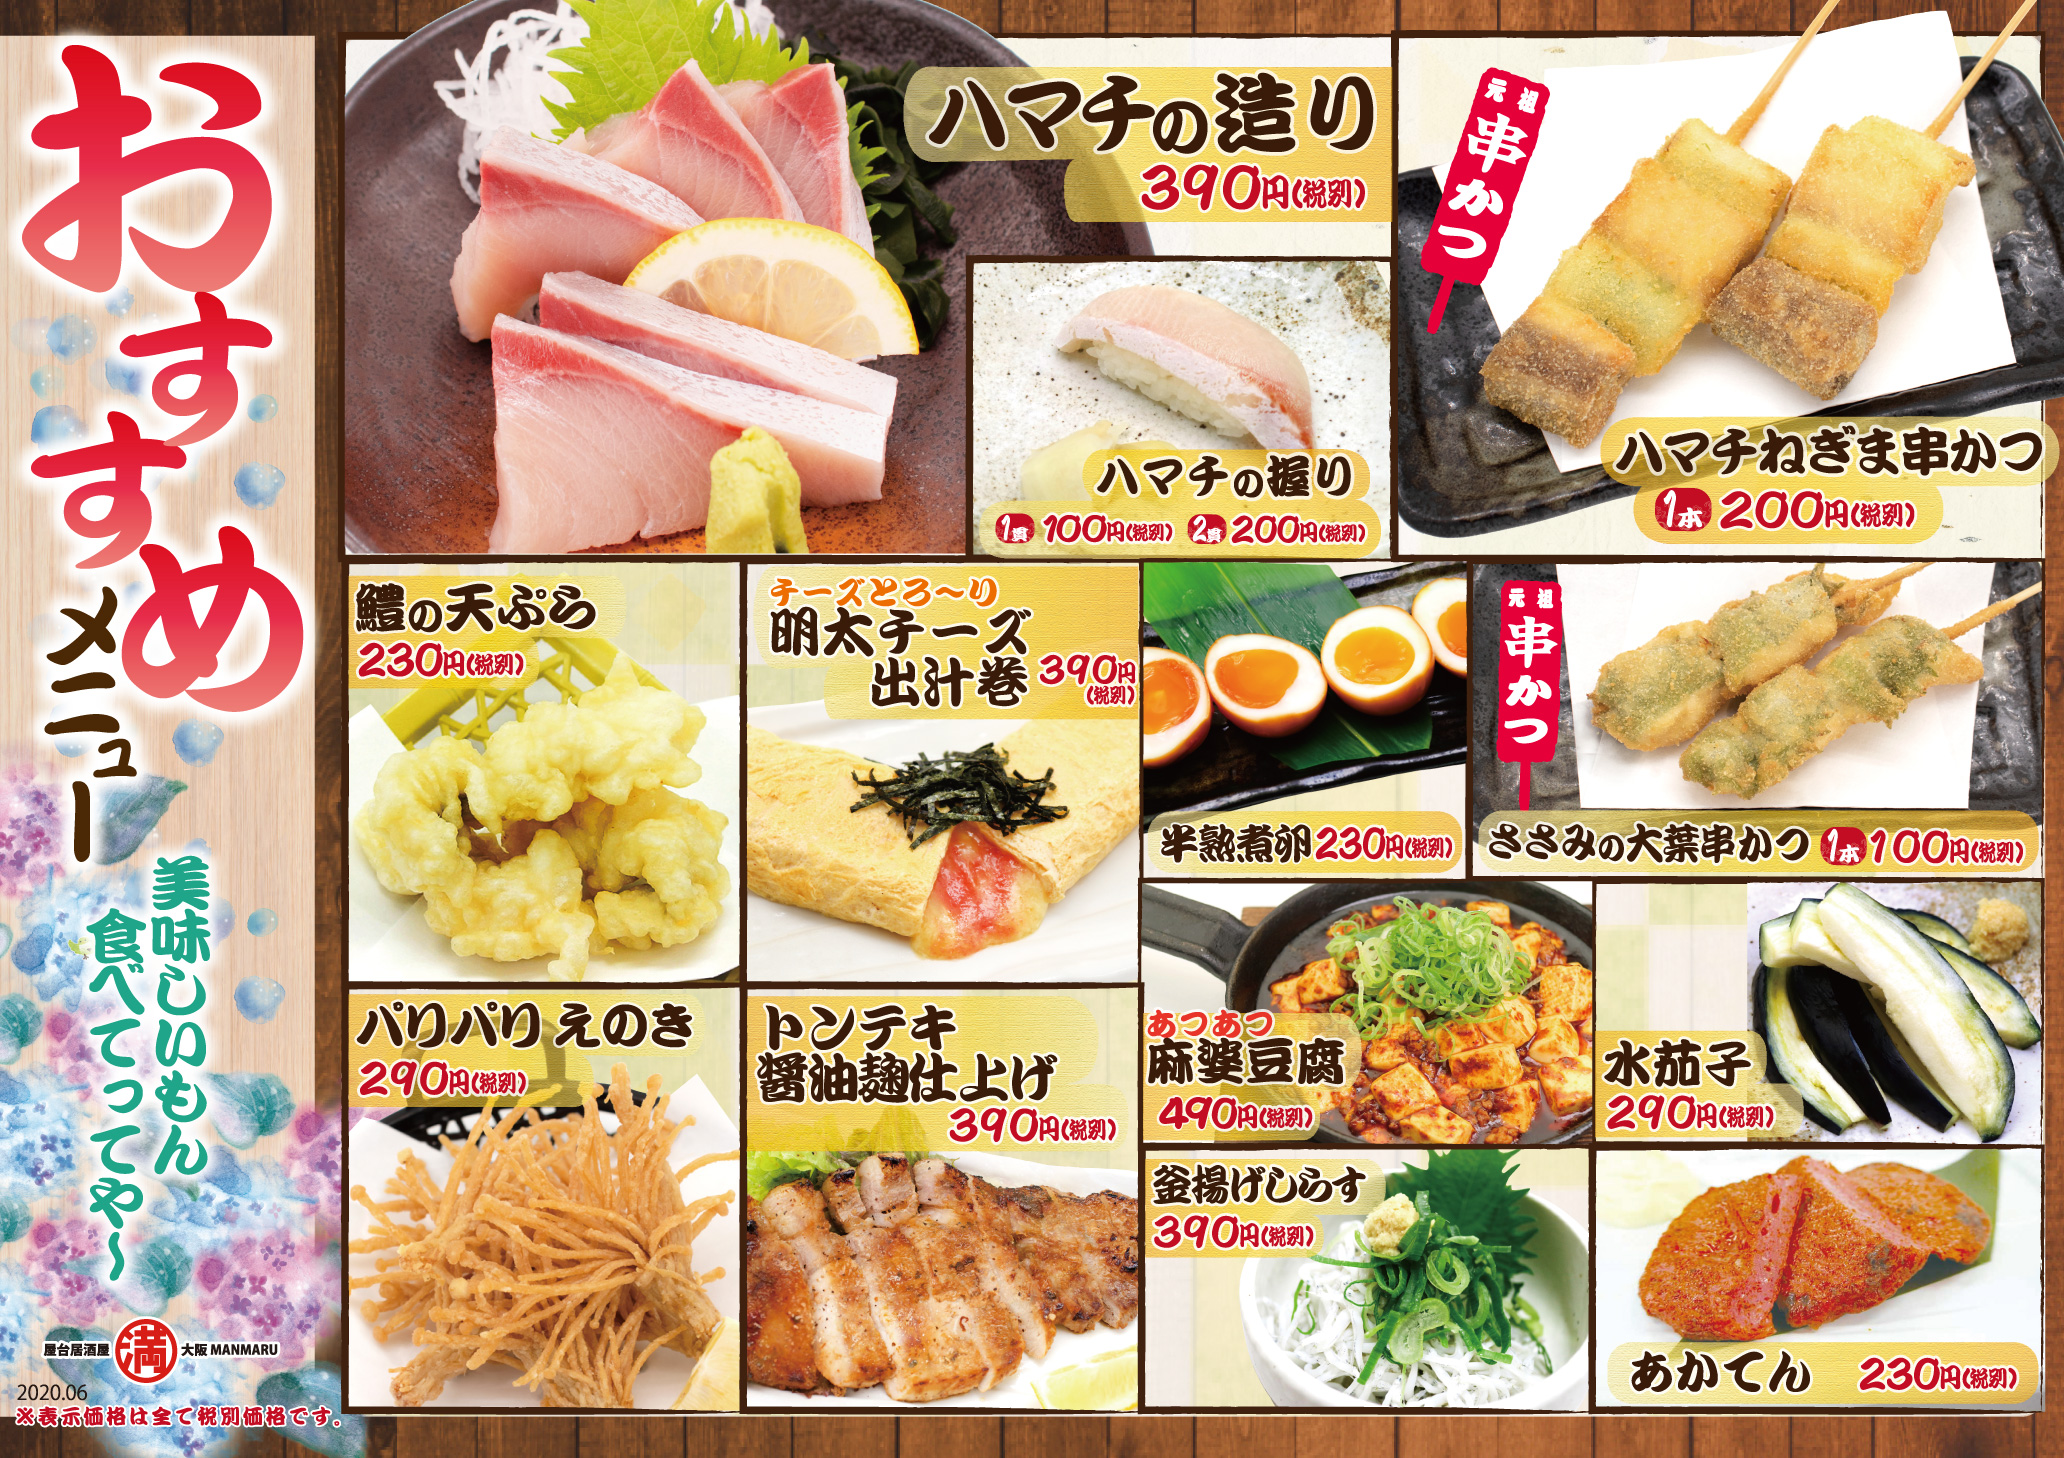 おすすめ
メニュー
美味しいもん
食べてってや～
屋台居酒屋 満 大阪 MANMARU
2020.06
※表示価格は全て税別価格です。
ハマチの造り
390円(税別)
ハマチの握り
1貫 100円(税別) 2貫 200円(税別)
元祖
串かつ
ハマチねぎま串かつ
1本 200円(税別)
鱧の天ぷら
230円(税別)
チーズとろ～り
明太チーズ
出汁巻 390円
(税別)
半熟煮卵 230円(税別)
元祖
串かつ
ささみの大葉串かつ 1本 100円(税別)
パリパリ えのき
290円(税別)
トンテキ
醤油麹仕上げ
390円(税別)
あつあつ
麻婆豆腐
490円(税別)
水茄子
290円(税別)
釜揚げしらす
390円(税別)
あかてん 230円(税別)